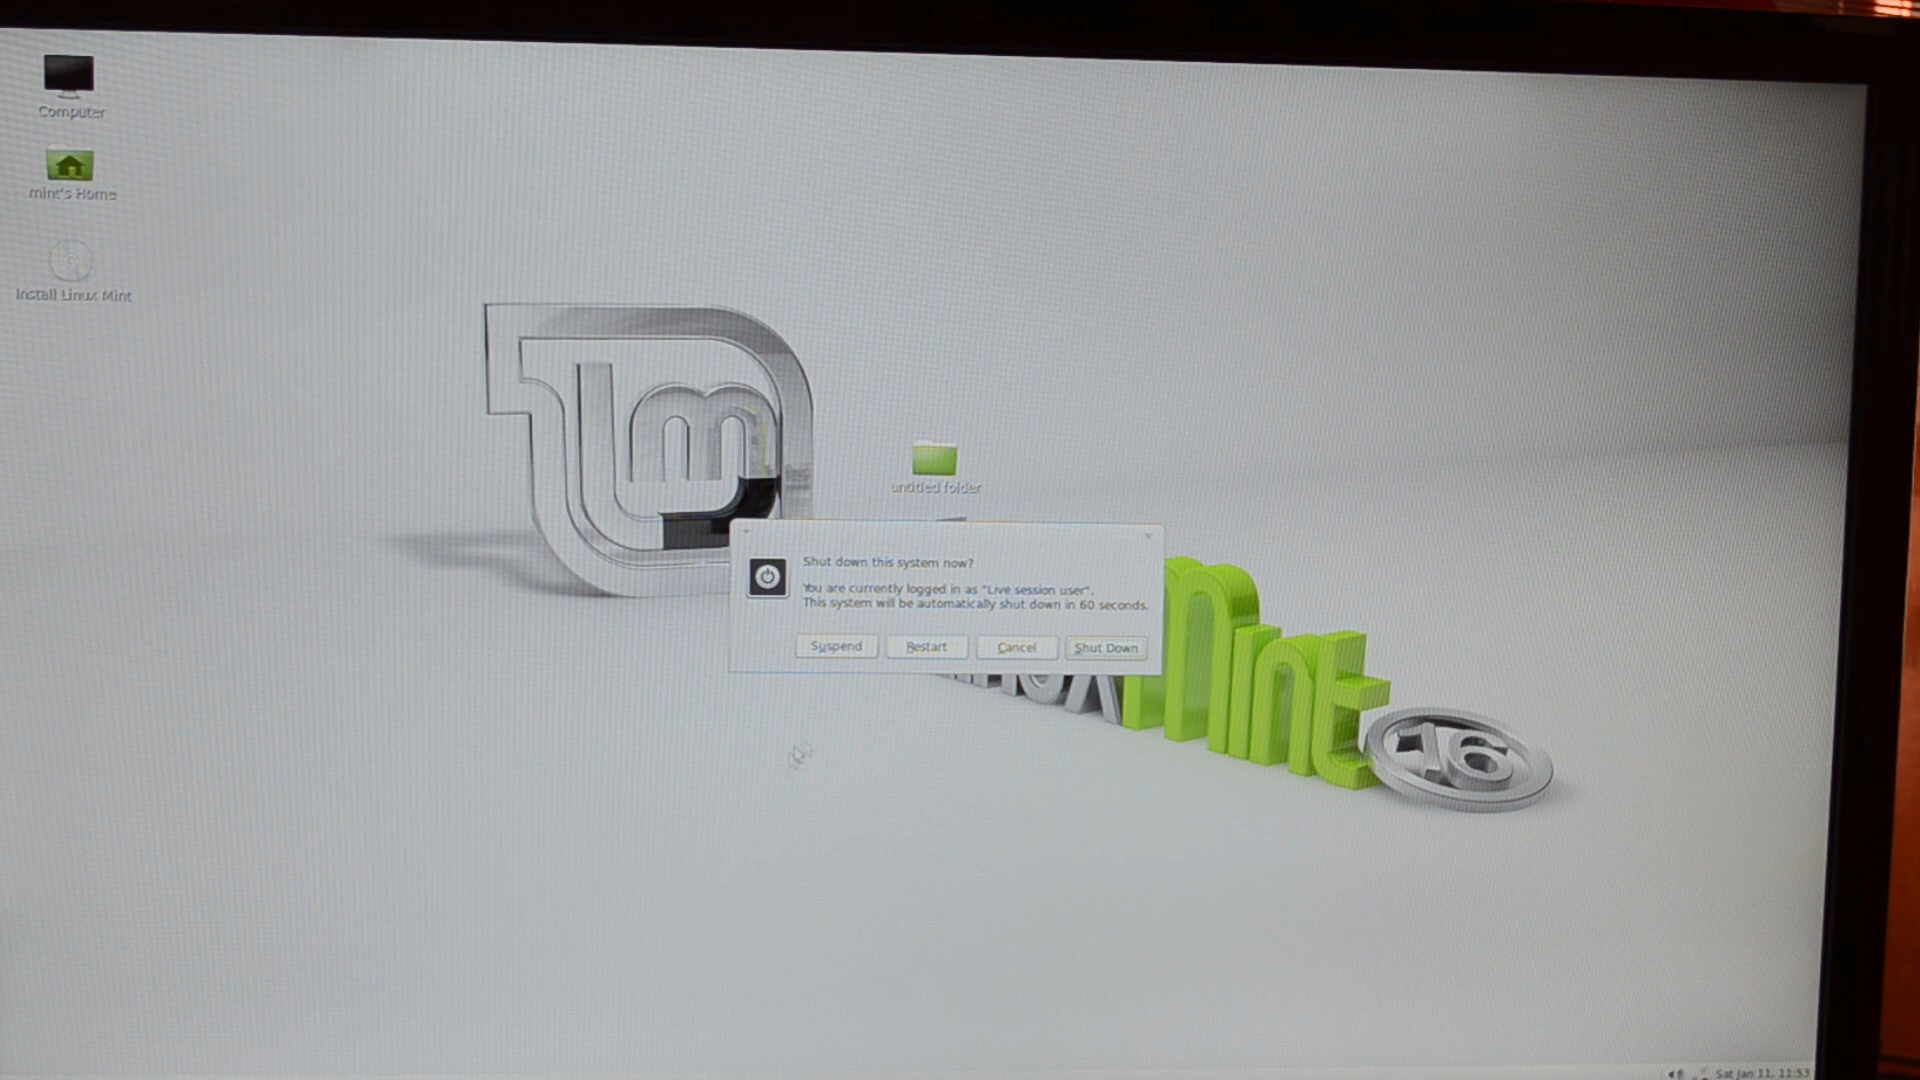 Computer
mint's Home
Install Linux Mint
lm
untitled folder
Shut down this system now?
You are currently logged in as "Live session user".
This system will be automatically shut down in 60 seconds.
Suspend Restart Cancel Shut Down
Mint
16
Sat Jan 11, 11:53